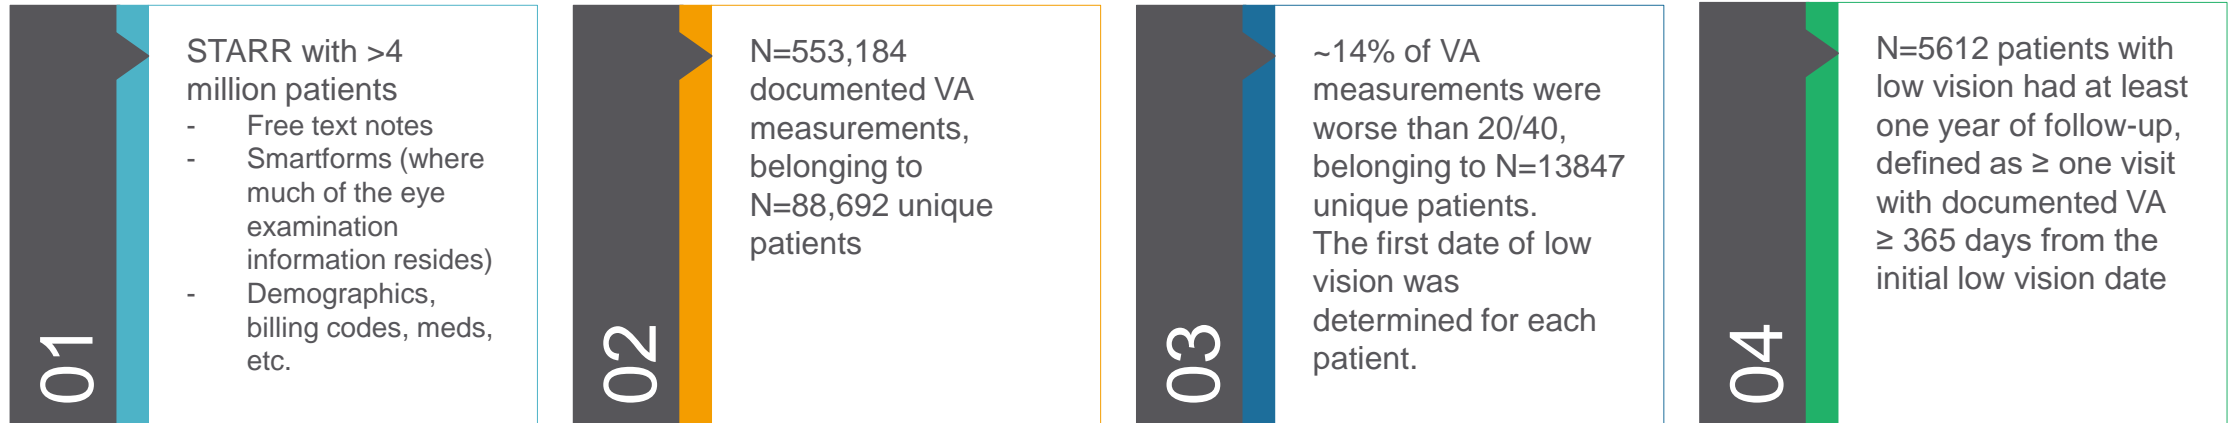 01
STARR with >4
million patients
- Free text notes
- Smartforms (where
much of the eye
examination
information resides)
- Demographics,
billing codes, meds,
etc.
02
N=553,184
documented VA
measurements,
belonging to
N=88,692 unique
patients
03
~14% of VA
measurements were
worse than 20/40,
belonging to N=13847
unique patients.
The first date of low
vision was
determined for each
patient.
04
N=5612 patients with
low vision had at least
one year of follow-up,
defined as ≥ one visit
with documented VA
≥ 365 days from the
initial low vision date